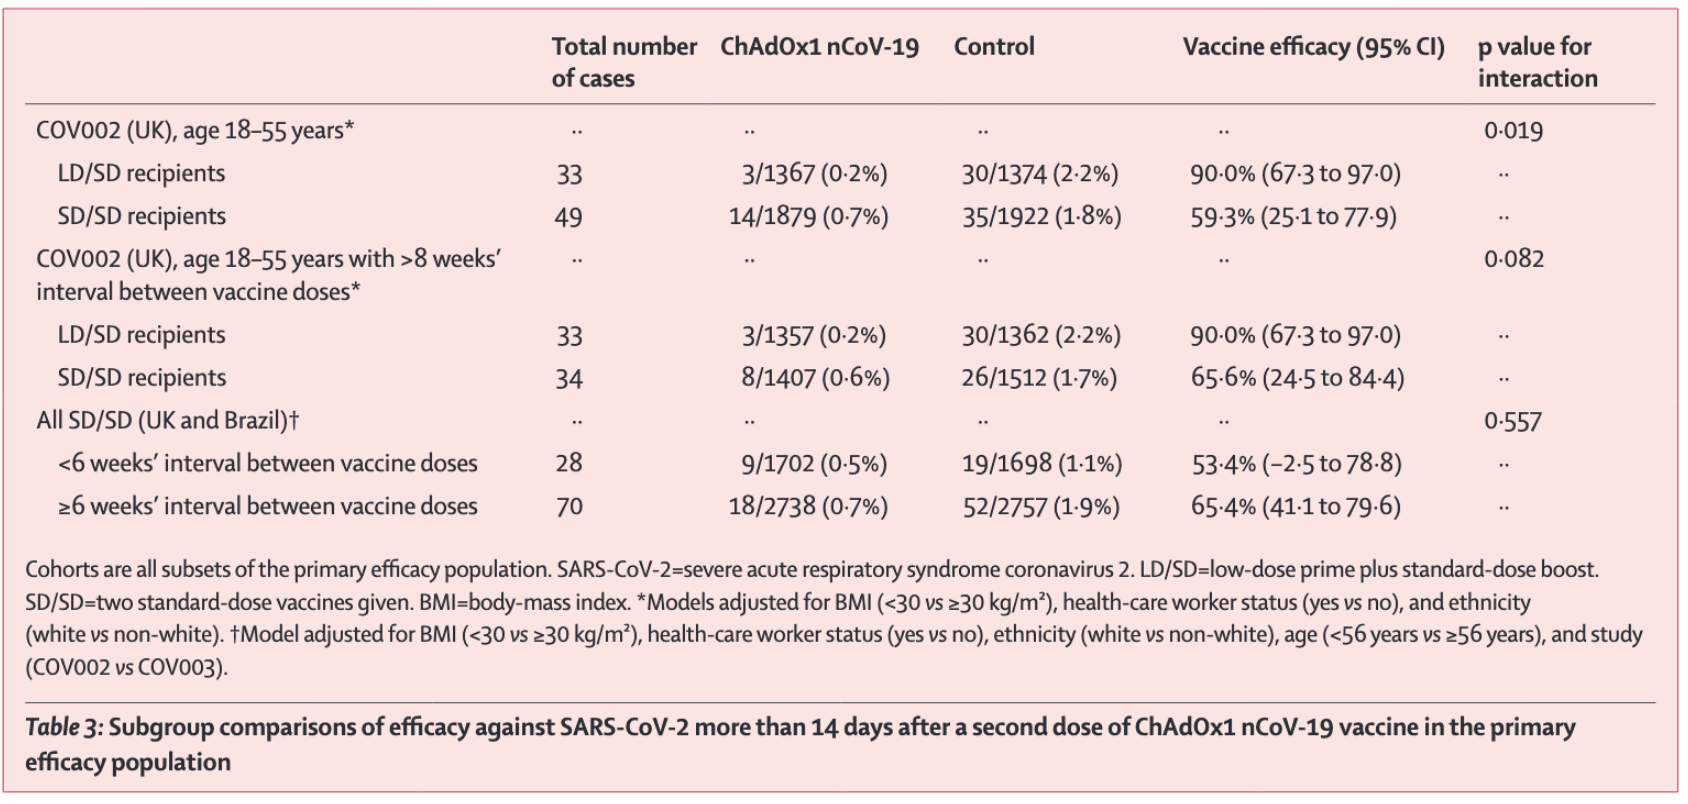 Total number ChAdOx1 nCoV-19 Control Vaccine efficacy (95% CI) p value for
of cases interaction
COV002 (UK), age 18–55 years* ·· ·· ·· ·· 0·019
LD/SD recipients 33 3/1367 (0·2%) 30/1374 (2·2%) 90·0% (67·3 to 97·0) ··
SD/SD recipients 49 14/1879 (0·7%) 35/1922 (1·8%) 59·3% (25·1 to 77·9) ··
COV002 (UK), age 18–55 years with >8 weeks’ ·· ·· ·· ·· 0·082
interval between vaccine doses*
LD/SD recipients 33 3/1357 (0·2%) 30/1362 (2·2%) 90·0% (67·3 to 97·0) ··
SD/SD recipients 34 8/1407 (0·6%) 26/1512 (1·7%) 65·6% (24·5 to 84·4) ··
All SD/SD (UK and Brazil)† ·· ·· ·· ·· 0·557
<6 weeks’ interval between vaccine doses 28 9/1702 (0·5%) 19/1698 (1·1%) 53·4% (−2·5 to 78·8) ··
≥6 weeks’ interval between vaccine doses 70 18/2738 (0·7%) 52/2757 (1·9%) 65·4% (41·1 to 79·6) ··
Cohorts are all subsets of the primary efficacy population. SARS-CoV-2=severe acute respiratory syndrome coronavirus 2. LD/SD=low-dose prime plus standard-dose boost.
SD/SD=two standard-dose vaccines given. BMI=body-mass index. *Models adjusted for BMI (<30 vs ≥30 kg/m²), health-care worker status (yes vs no), and ethnicity
(white vs non-white). †Model adjusted for BMI (<30 vs ≥30 kg/m²), health-care worker status (yes vs no), ethnicity (white vs non-white), age (<56 years vs ≥56 years), and study
(COV002 vs COV003).
Table 3: Subgroup comparisons of efficacy against SARS-CoV-2 more than 14 days after a second dose of ChAdOx1 nCoV-19 vaccine in the primary
efficacy population